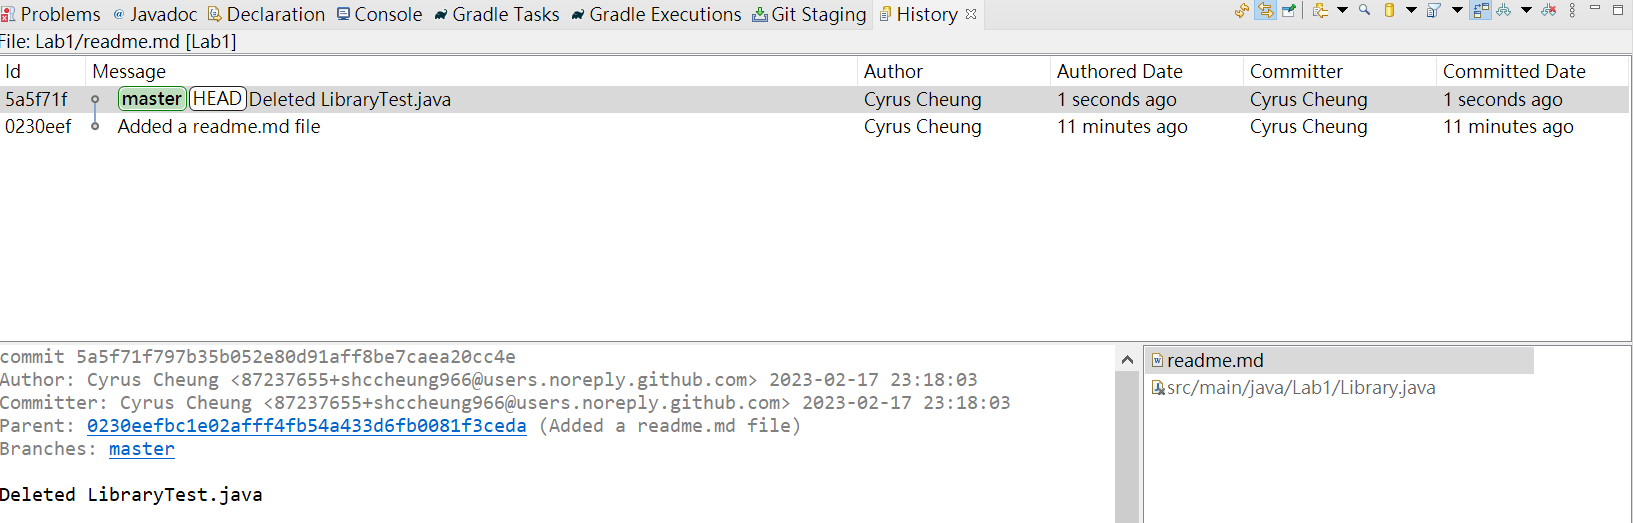 Problems @ Javadoc Declaration Console Gradle Tasks Gradle Executions Git Staging History
File: Lab1/readme.md [Lab1]
Id Message Author Authored Date Committer Committed Date
5a5f71f master HEAD Deleted LibraryTest.java Cyrus Cheung 1 seconds ago Cyrus Cheung 1 seconds ago
0230eef Added a readme.md file Cyrus Cheung 11 minutes ago Cyrus Cheung 11 minutes ago
commit 5a5f71f797b35b052e80d91aff8be7caea20cc4e
Author: Cyrus Cheung <87237655+shccheung966@users.noreply.github.com> 2023-02-17 23:18:03
Committer: Cyrus Cheung <87237655+shccheung966@users.noreply.github.com> 2023-02-17 23:18:03
Parent: 0230eefbc1e02afff4fb54a433d6fb0081f3ceda (Added a readme.md file)
Branches: master
Deleted LibraryTest.java
readme.md
src/main/java/Lab1/Library.java